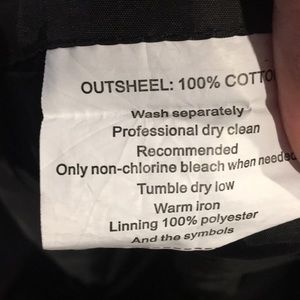 OUTSHEEL: 100% COTTO
Wash separately
Professional dry clean
Recommended
Only non-chlorine bleach when needed
Tumble dry low
Warm iron
Linning 100% polyester
And the symbols